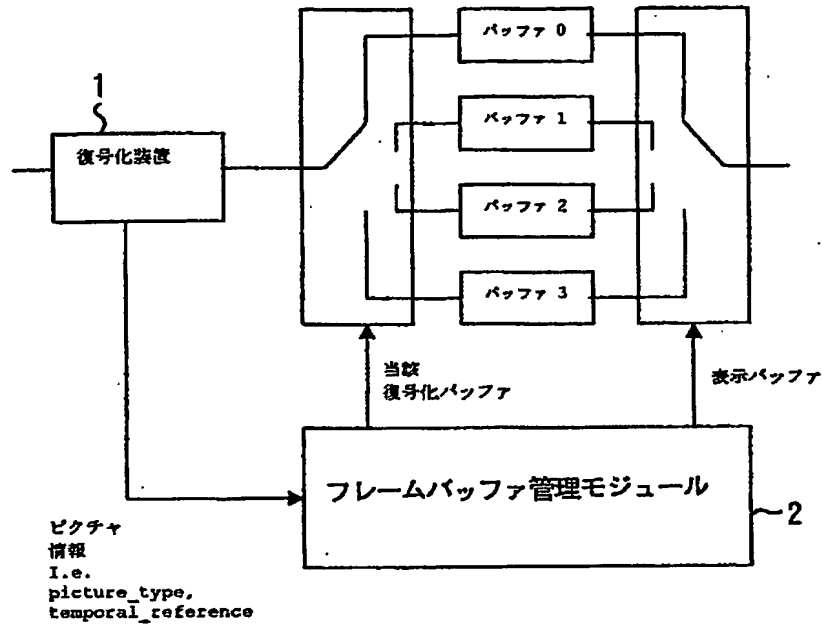 バッファ 0
1
復号化装置
バッファ 1
バッファ 2
バッファ 3
当該
復号化バッファ
表示バッファ
フレームバッファ管理モジュール
2
ピクチャ
情報
I.e.
picture_type,
temporal_reference